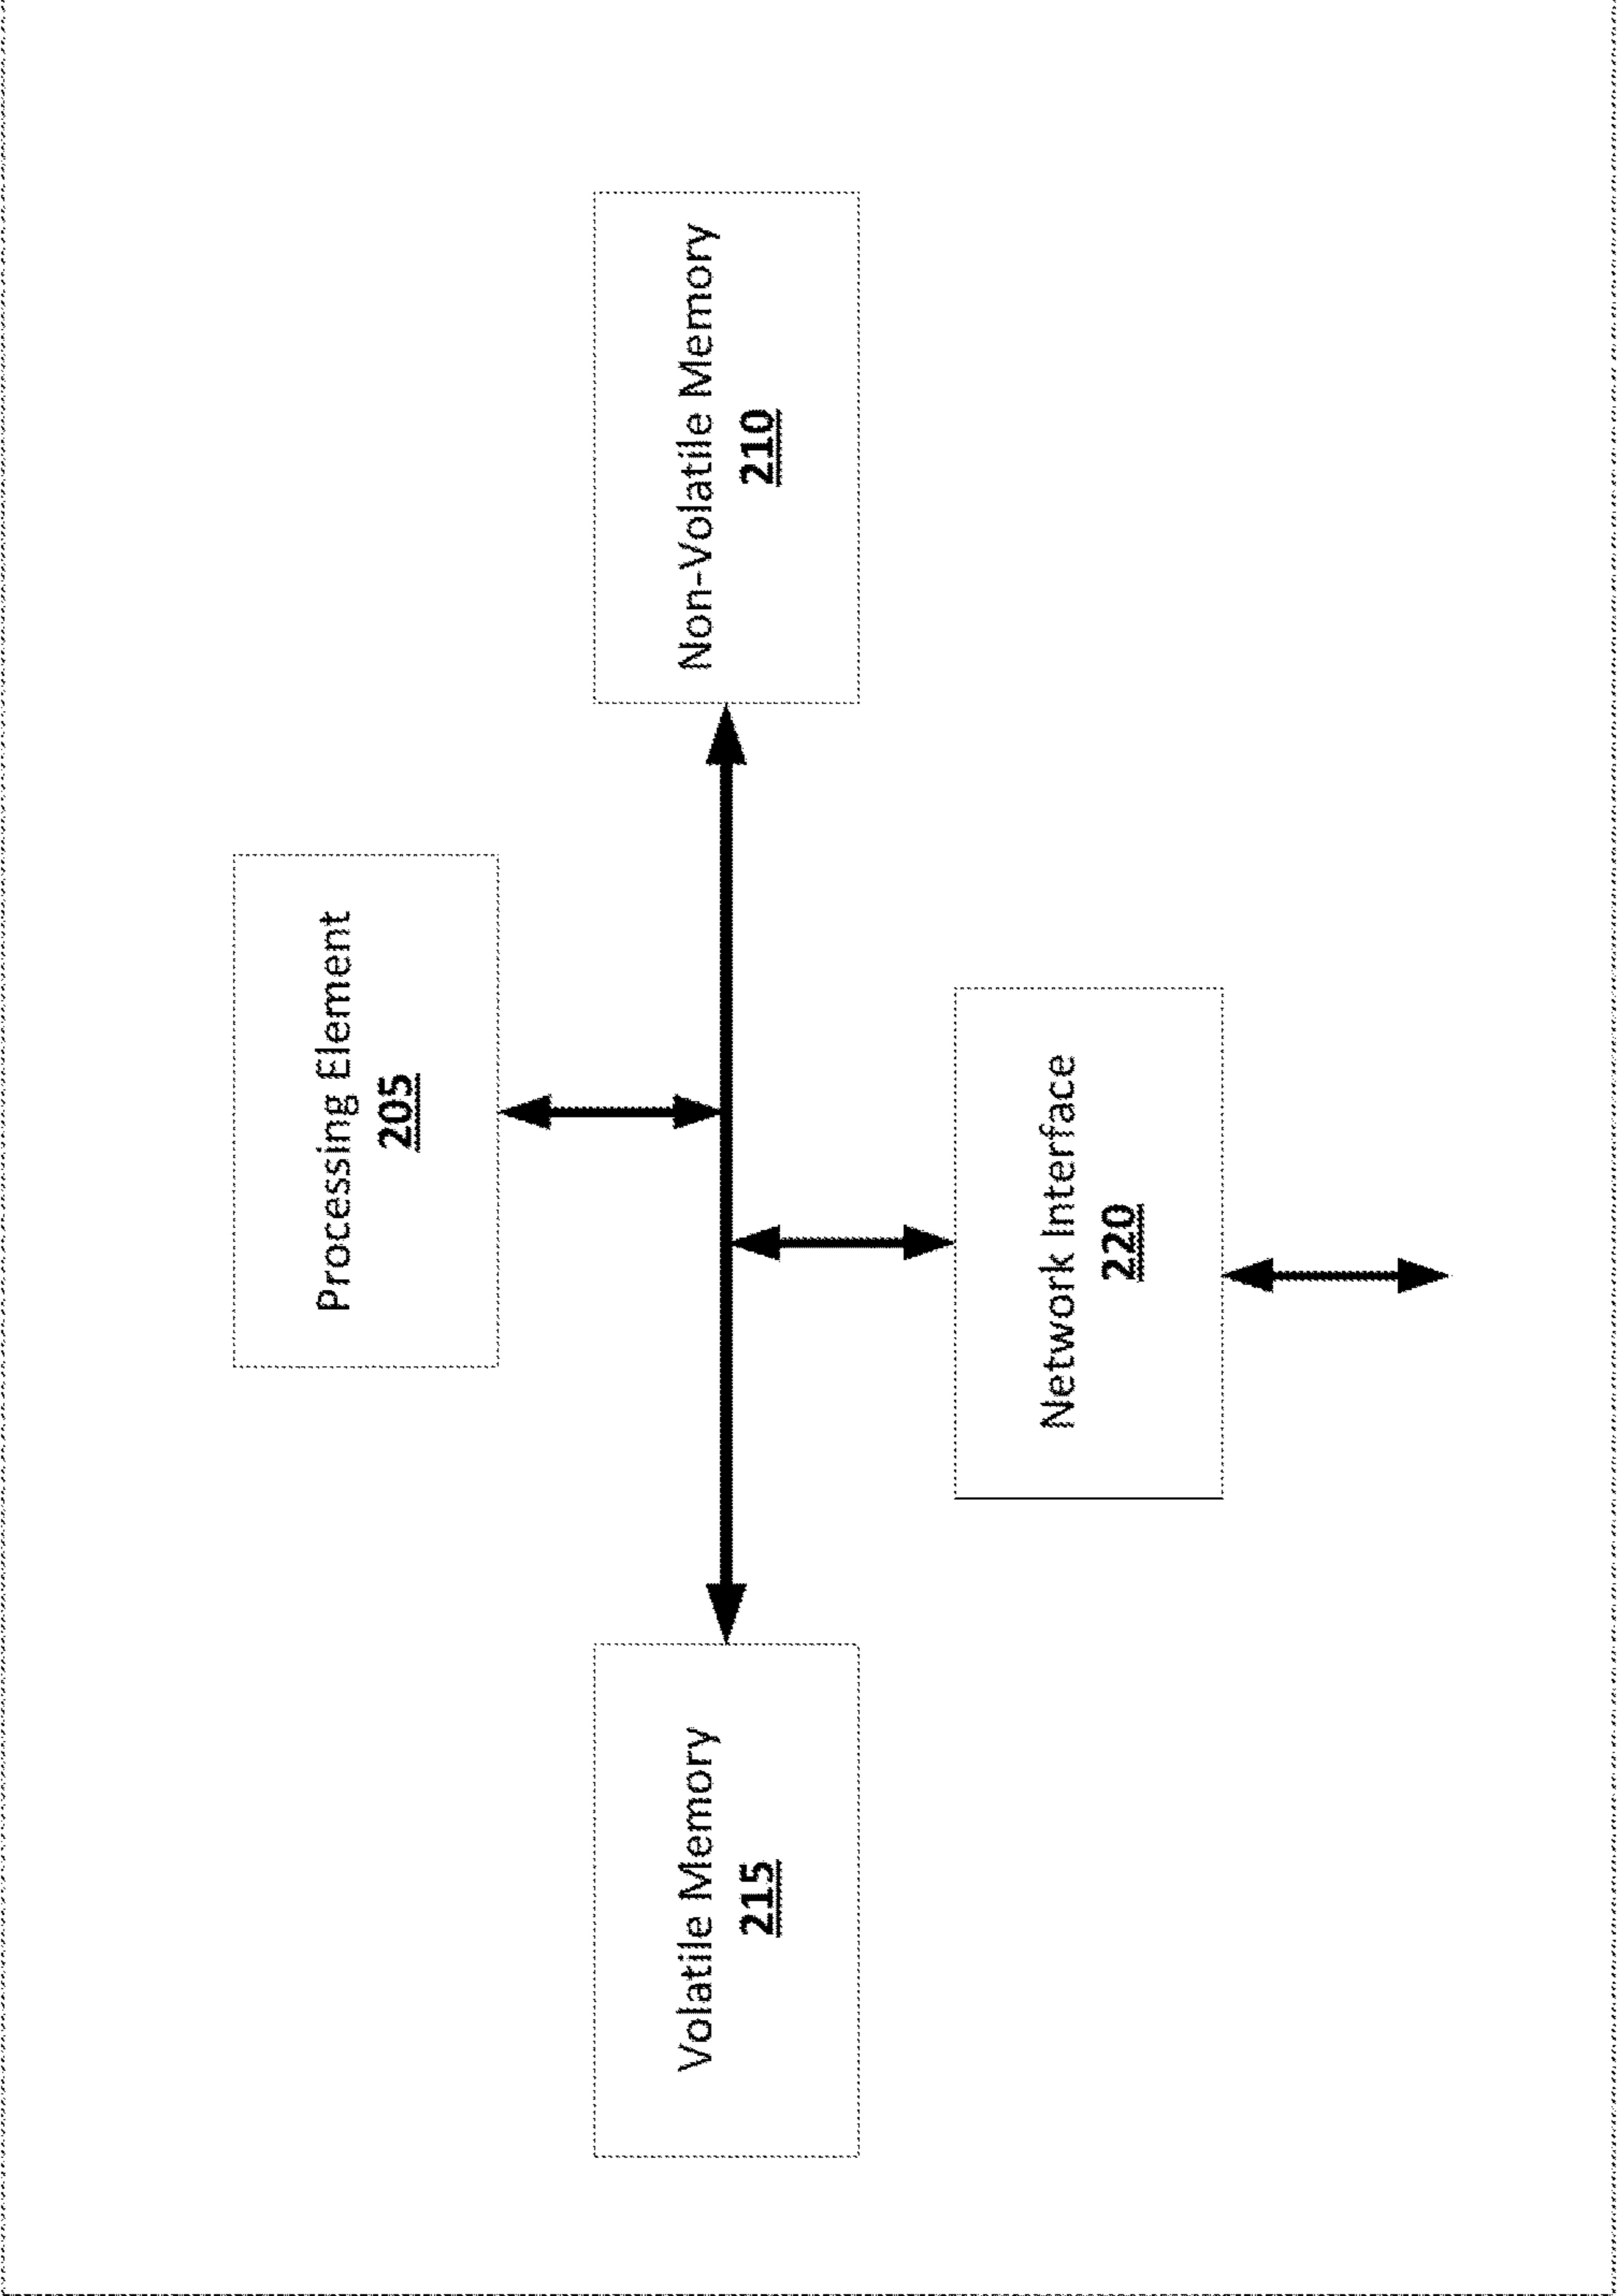 Processing Element
205
Volatile Memory
215
Non-Volatile Memory
210
Network Interface
220